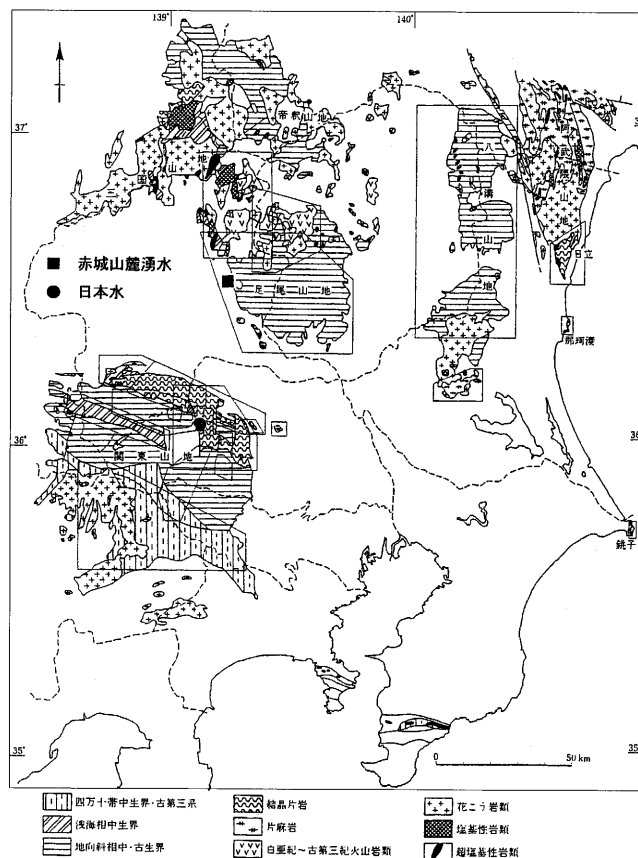 139°
140°
37°
帝釈山地
八溝山地
阿武隈山地
日立
■ 赤城山麓湧水
● 日本水
足尾山地
那珂湊
36°
36
関東山地
銚子
35°
35
0 50 km
四万十帯中生界・古第三系
浅海相中生界
地向斜相中・古生界
結晶片岩
片麻岩
白亜紀〜古第三紀火山岩類
花こう岩類
塩基性岩類
超塩基性岩類